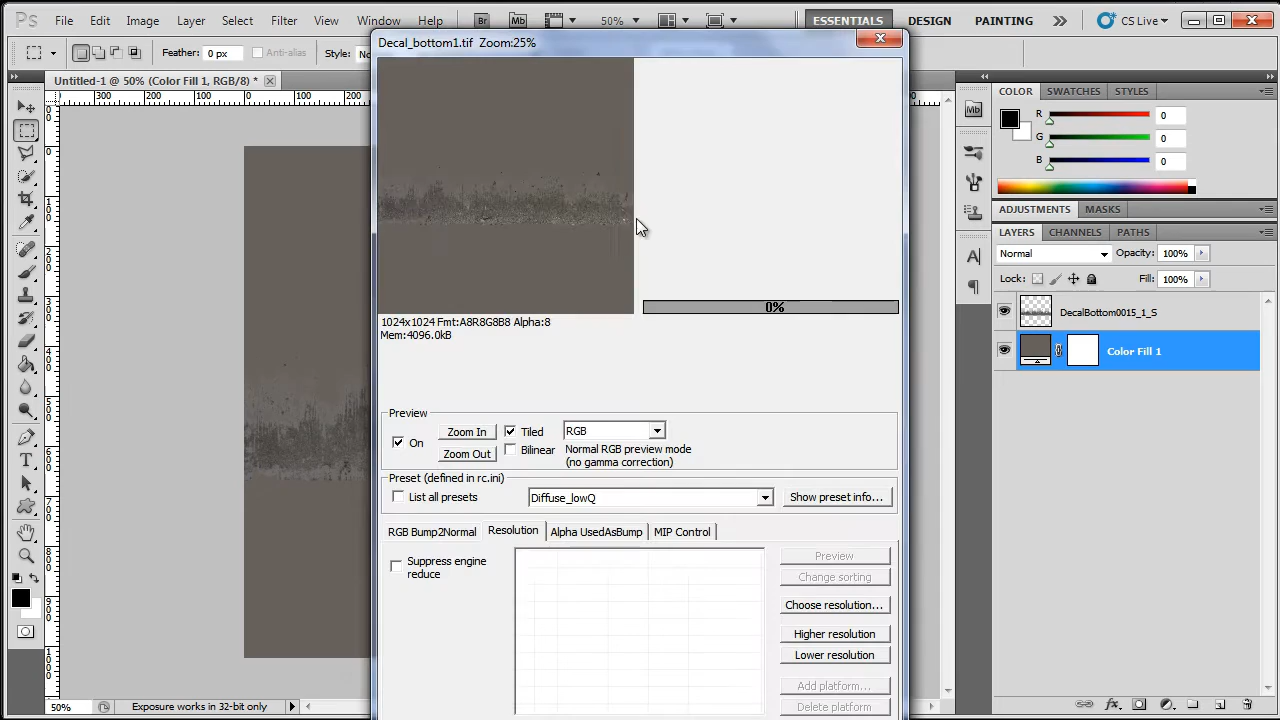 Ps File Edit Image Layer Select Filter View Window Help Br Mb 50% ESSENTIALS DESIGN PAINTING CS Live
Feather: 0 px Anti-alias Style:
Untitled-1 @ 50% (Color Fill 1, RGB/8) *
300 200 100 0 100 200
Decal_bottom1.tif Zoom:25%
0%
1024x1024 Fmt:A8R8G8B8 Alpha:8
Mem:4096.0kB
Preview
On
Zoom In
Zoom Out
Tiled
Bilinear
RGB
Normal RGB preview mode
(no gamma correction)
Preset (defined in rc.ini)
List all presets
Diffuse_lowQ
Show preset info...
RGB Bump2Normal Resolution Alpha UsedAsBump MIP Control
Suppress engine
reduce
Preview
Change sorting
Choose resolution...
Higher resolution
Lower resolution
Add platform...
Delete platform
Mb
COLOR SWATCHES STYLES
R 0
G 0
B 0
ADJUSTMENTS MASKS
LAYERS CHANNELS PATHS
Normal Opacity: 100%
Lock: Fill: 100%
DecalBottom0015_1_S
Color Fill 1
50% Exposure works in 32-bit only